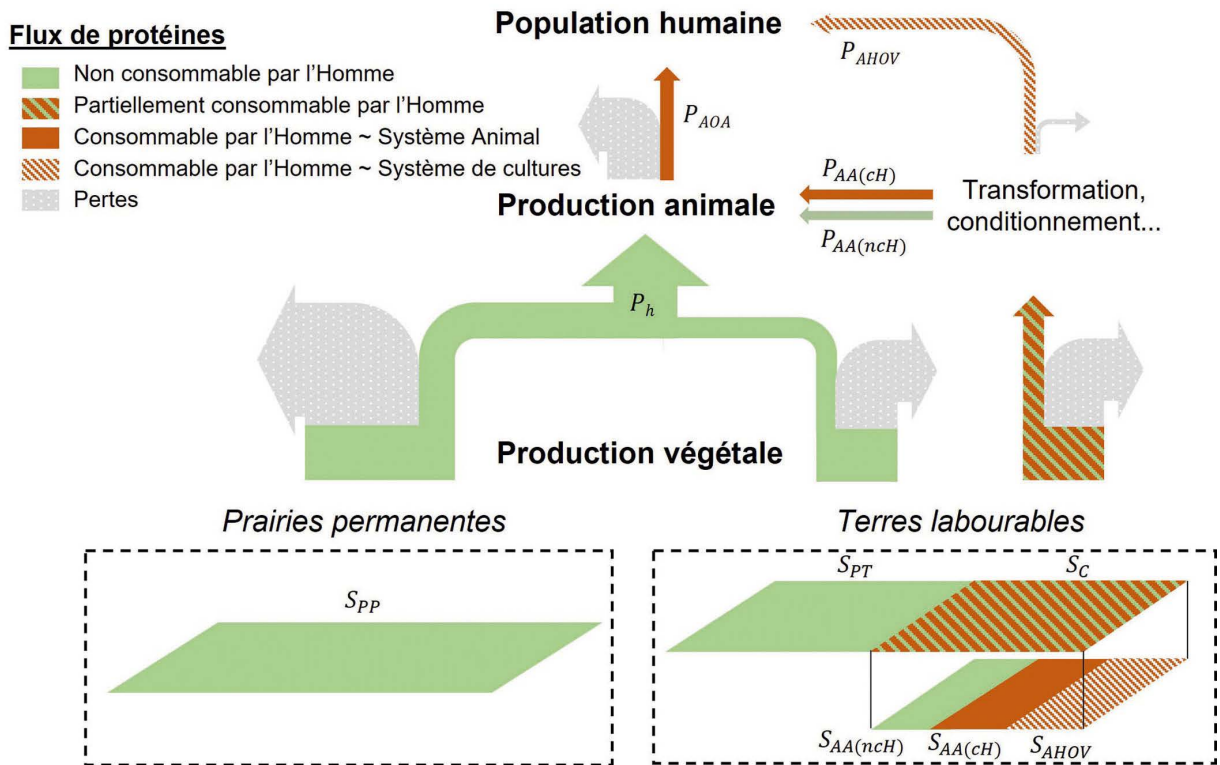 Population humaine
Flux de protéines
Non consommable par l'Homme
Partiellement consommable par l'Homme
Consommable par l'Homme ~ Système Animal
Consommable par l'Homme ~ Système de cultures
Pertes
P_AHOV
P_AOA
P_AA(cH)
Production animale
P_AA(ncH)
Transformation,
conditionnement...
P_h
Production végétale
Prairies permanentes
Terres labourables
S_PP
S_PT
S_C
S_AA(ncH)
S_AA(cH)
S_AHOV